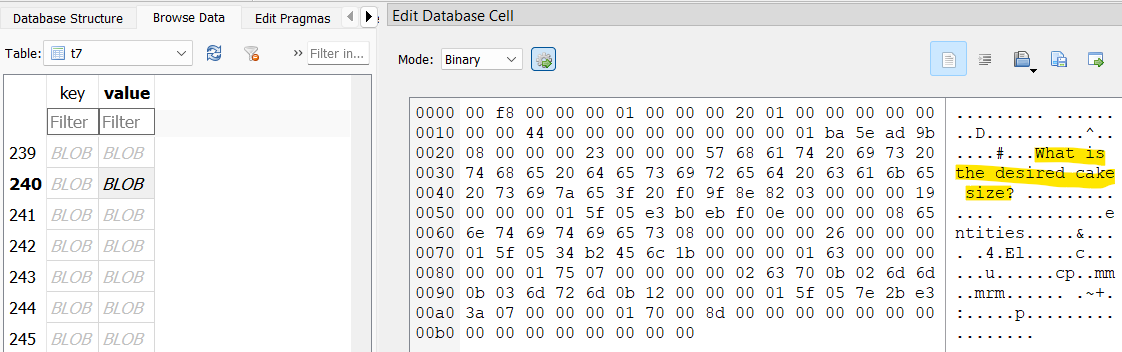 Database Structure Browse Data Edit Pragmas
Table: t7 Filter in...
key value
Filter Filter
239 BLOB BLOB
240 BLOB BLOB
241 BLOB BLOB
242 BLOB BLOB
243 BLOB BLOB
244 BLOB BLOB
245 BLOB BLOB
Edit Database Cell
Mode: Binary
0000 00 f8 00 00 00 01 00 00 00 20 01 00 00 00 00 00 ......... ......
0010 00 00 44 00 00 00 00 00 00 00 00 01 ba 5e ad 9b ..D..........^..
0020 08 00 00 00 23 00 00 00 57 68 61 74 20 69 73 20 ....#...What is
0030 74 68 65 20 64 65 73 69 72 65 64 20 63 61 6b 65 the desired cake
0040 20 73 69 7a 65 3f 20 f0 9f 8e 82 03 00 00 00 19 size? .........
0050 00 00 00 01 5f 05 e3 b0 eb f0 0e 00 00 00 08 65 .... ..........e
0060 6e 74 69 74 69 65 73 08 00 00 00 00 26 00 00 00 ntities.....&...
0070 01 5f 05 34 b2 45 6c 1b 00 00 00 01 63 00 00 00 . .4.El.....c...
0080 00 00 01 75 07 00 00 00 00 02 63 70 0b 02 6d 6d ...u......cp..mm
0090 0b 03 6d 72 6d 0b 12 00 00 00 01 5f 05 7e 2b e3 ..mrm...... .~+.
00a0 3a 07 00 00 00 01 70 00 8d 00 00 00 00 00 00 00 :.....p.........
00b0 00 00 00 00 00 00 00 00 ........